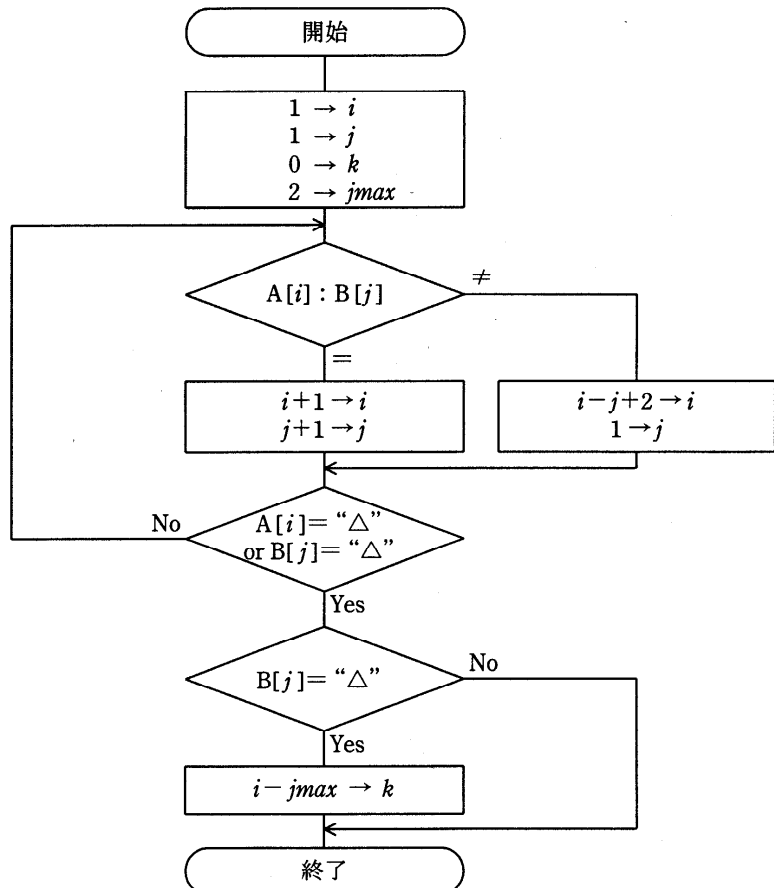 開始
1 → i
1 → j
0 → k
2 → jmax
A[i] : B[j]
≠
=
i+1→i
j+1→j
i-j+2→i
1→j
No
A[i]= “△”
or B[j]= “△”
Yes
B[j]= “△”
No
Yes
i-jmax → k
終了